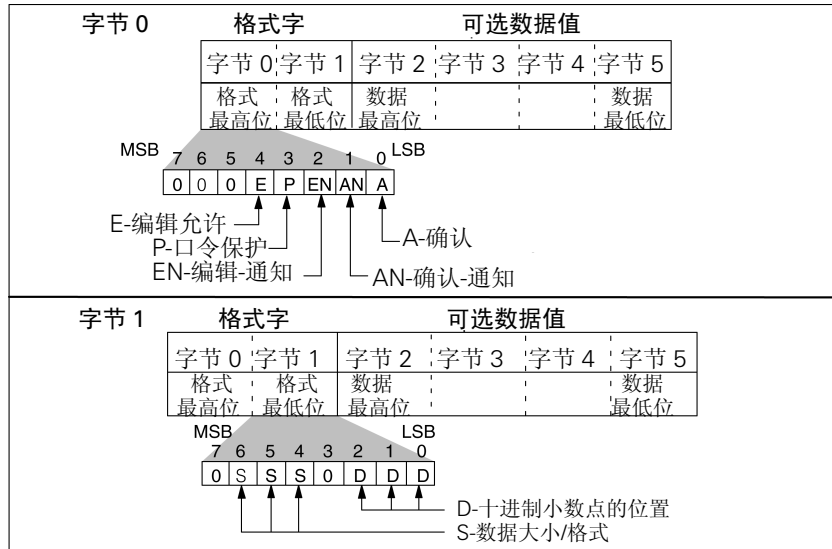 字节 0 格式字 可选数据值
字节 0 字节 1 字节 2 字节 3 字节 4 字节 5
格式 格式 数据 数据
最高位 最低位 最高位 最低位
MSB 7 6 5 4 3 2 1 0 LSB
0 0 0 E P EN AN A
E-编辑允许
P-口令保护
EN-编辑-通知
A-确认
AN-确认-通知
字节 1 格式字 可选数据值
字节 0 字节 1 字节 2 字节 3 字节 4 字节 5
格式 格式 数据 数据
最高位 最低位 最高位 最低位
MSB LSB
7 6 5 4 3 2 1 0
0 S S S 0 D D D
D-十进制小数点的位置
S-数据大小/格式